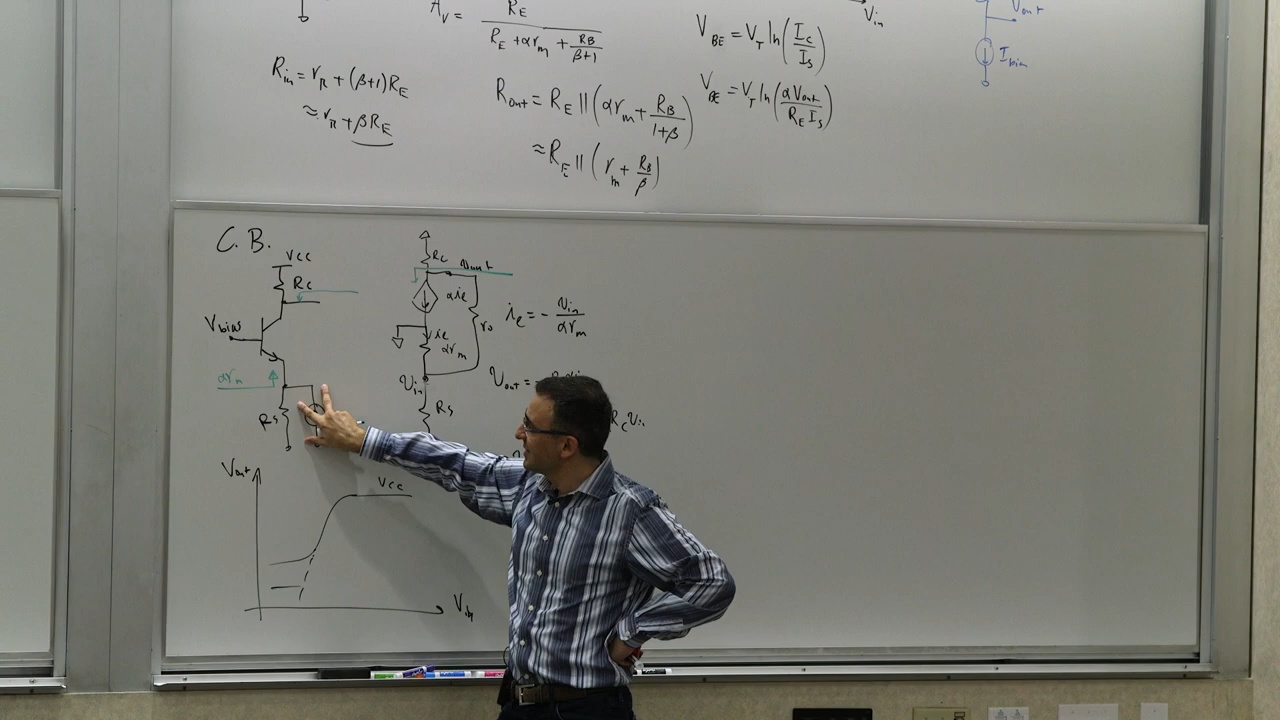 A_V = R_E / (R_E + αr_m + R_B/(β+1))
R_in = r_π + (β+1)R_E
≈ r_π + βR_E
R_out = R_E || (αr_m + R_B/(1+β))
≈ R_E || (r_m + R_B/β)
V_BE = V_T ln(I_C/I_S)
V_BE = V_T ln(αV_out/(R_E I_S))
V_in
V_out
I_bias
C.B.
VCC
R_C
V_bias
αr_m
R_S
R_C
v_out
αi_e
r_o
i_e
αr_m
V_in
R_S
i_e = - v_in/(αr_m)
V_out = -
V_out
VCC
V_in